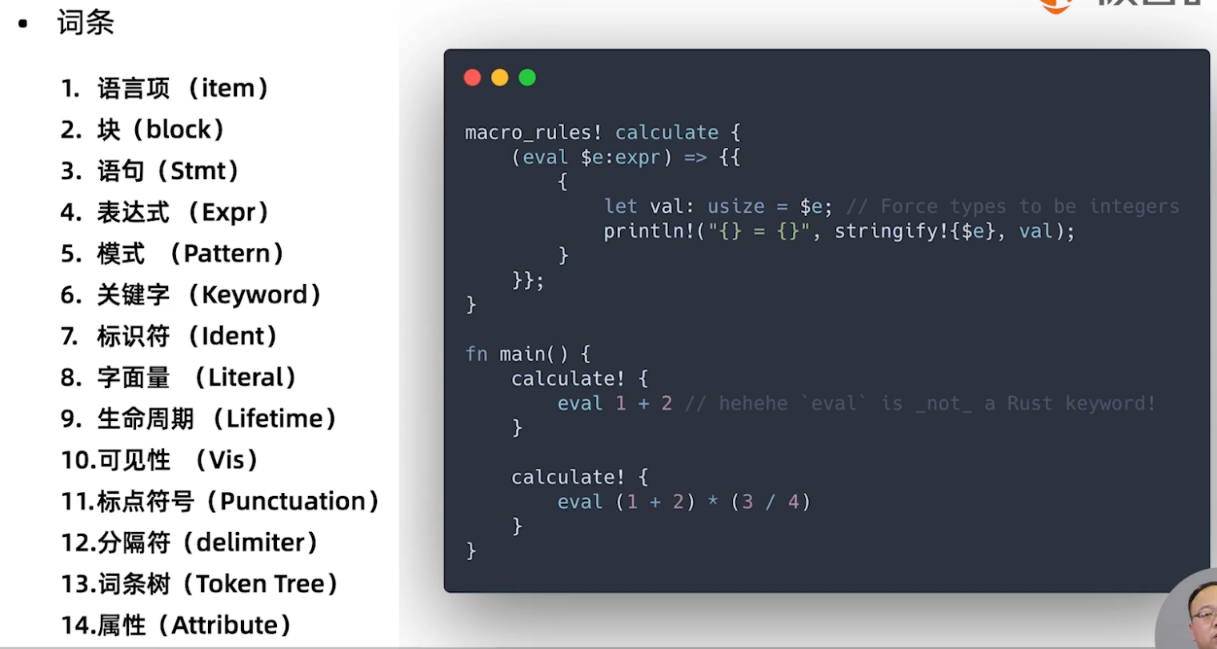 • 词条
1. 语言项 （item）
2. 块（block）
3. 语句（Stmt）
4. 表达式 （Expr）
5. 模式 （Pattern）
6. 关键字 （Keyword）
7. 标识符 （Ident）
8. 字面量 （Literal）
9. 生命周期 （Lifetime）
10.可见性 （Vis）
11.标点符号（Punctuation）
12.分隔符（delimiter）
13.词条树（Token Tree）
14.属性（Attribute）
macro_rules! calculate {
    (eval $e:expr) => {{
        {
            let val: usize = $e; // Force types to be integers
            println!("{} = {}", stringify!{$e}, val);
        }
    }};
}
fn main() {
    calculate! {
        eval 1 + 2 // hehehe `eval` is _not_ a Rust keyword!
    }
    calculate! {
        eval (1 + 2) * (3 / 4)
    }
}